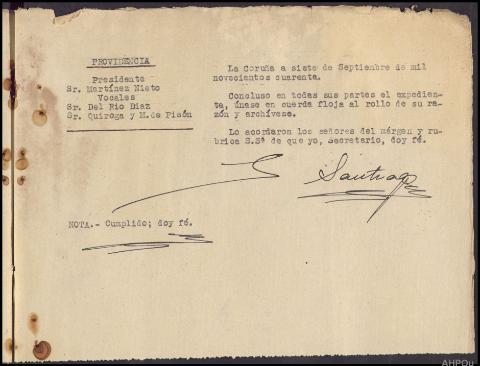 PROVIDENCIA
Presidente
Sr. Martínez Nieto
Vocales
Sr. Del Rio Diaz
Sr. Quiroga y M. de Pisón
La Coruña a siete de Septiembre de mil
novecientos cuarenta.
Concluso en todas sus partes el expedien-
te, únase en cuerda floja al rollo de su ra-
zón y archívese.
Lo acordaron los señores del márgen y ru-
brica S.Sª de que yo, Secretario, doy fé.
Santiago
NOTA.- Cumplido; doy fé.
AHPOu